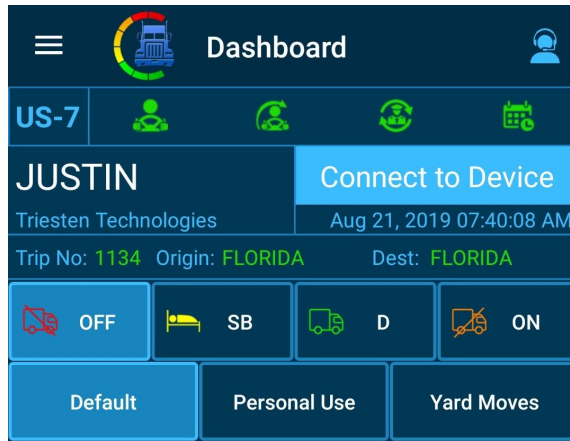 Dashboard
US-7
JUSTIN
Connect to Device
Triesten Technologies
Aug 21, 2019 07:40:08 AM
Trip No: 1134 Origin: FLORIDA Dest: FLORIDA
OFF SB D ON
Default Personal Use Yard Moves